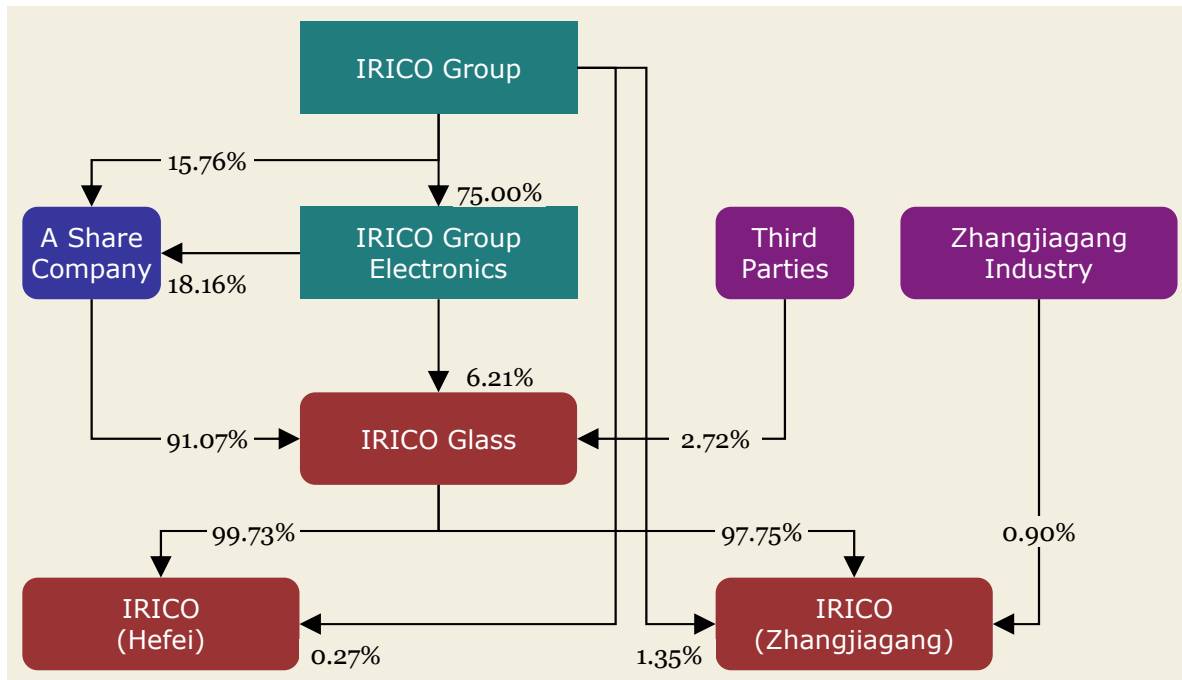 IRICO Group
15.76%
75.00%
A Share
Company
IRICO Group
Electronics
Third
Parties
Zhangjiagang
Industry
18.16%
6.21%
91.07%
IRICO Glass
2.72%
99.73%
97.75%
0.90%
IRICO
(Hefei)
IRICO
(Zhangjiagang)
0.27%
1.35%